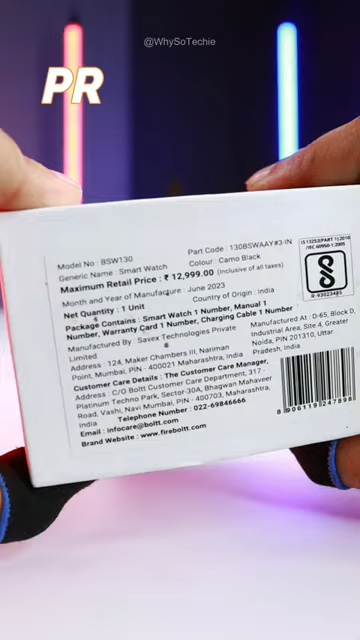 @WhySoTechie
PR
Model No : BSW130
Part Code : 130BSWAAY#3-IN
Generic Name : Smart Watch
Colour : Camo Black
Maximum Retail Price : ₹ 12,999.00 (Inclusive of all taxes)
Month and Year of Manufacture : June 2023
Net Quantity : 1 Unit
Country of Origin : India
Package Contains : Smart Watch 1 Number, Manual 1
Number, Warranty Card 1 Number, Charging Cable 1 Number
Manufactured By : Savex Technologies Private
Limited
Address : 124, Maker Chambers III, Nariman
Point, Mumbai, PIN - 400021 Maharashtra, India
Manufactured At : D-65, Block D,
Industrial Area, Site 4, Greater
Noida, PIN 201310, Uttar
Pradesh, India
Customer Care Details : The Customer Care Manager,
Address : C/O Boltt Customer Care Department, 317 -
Platinum Techno Park, Sector-30A, Bhagwan Mahaveer
Road, Vashi, Navi Mumbai, PIN - 400703, Maharashtra,
India
Telephone Number : 022-69846666
Email : infocare@boltt.com
Brand Website : www.fireboltt.com
IS 13252(PART 1):2010
/IEC 60950-1:2005
R-93023485
8 906119 247898